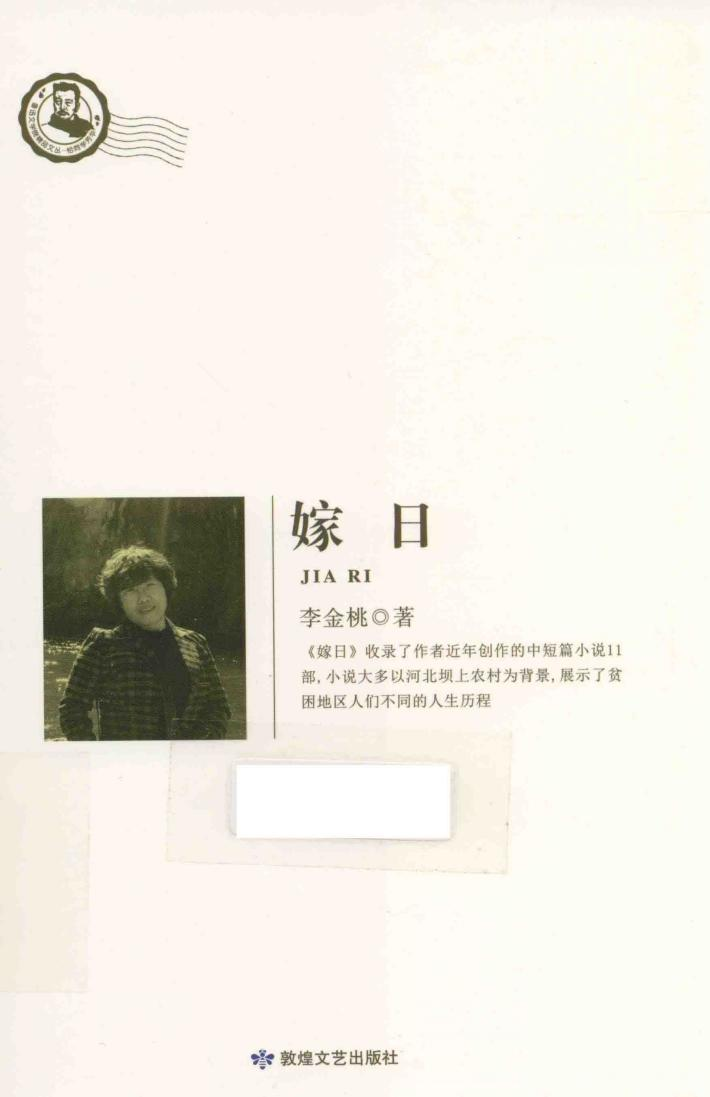 嫁 日
JIA RI
李金桃◎著
《嫁日》收录了作者近年创作的中短篇小说11
部,小说大多以河北坝上农村为背景,展示了贫
困地区人们不同的人生历程
敦煌文艺出版社